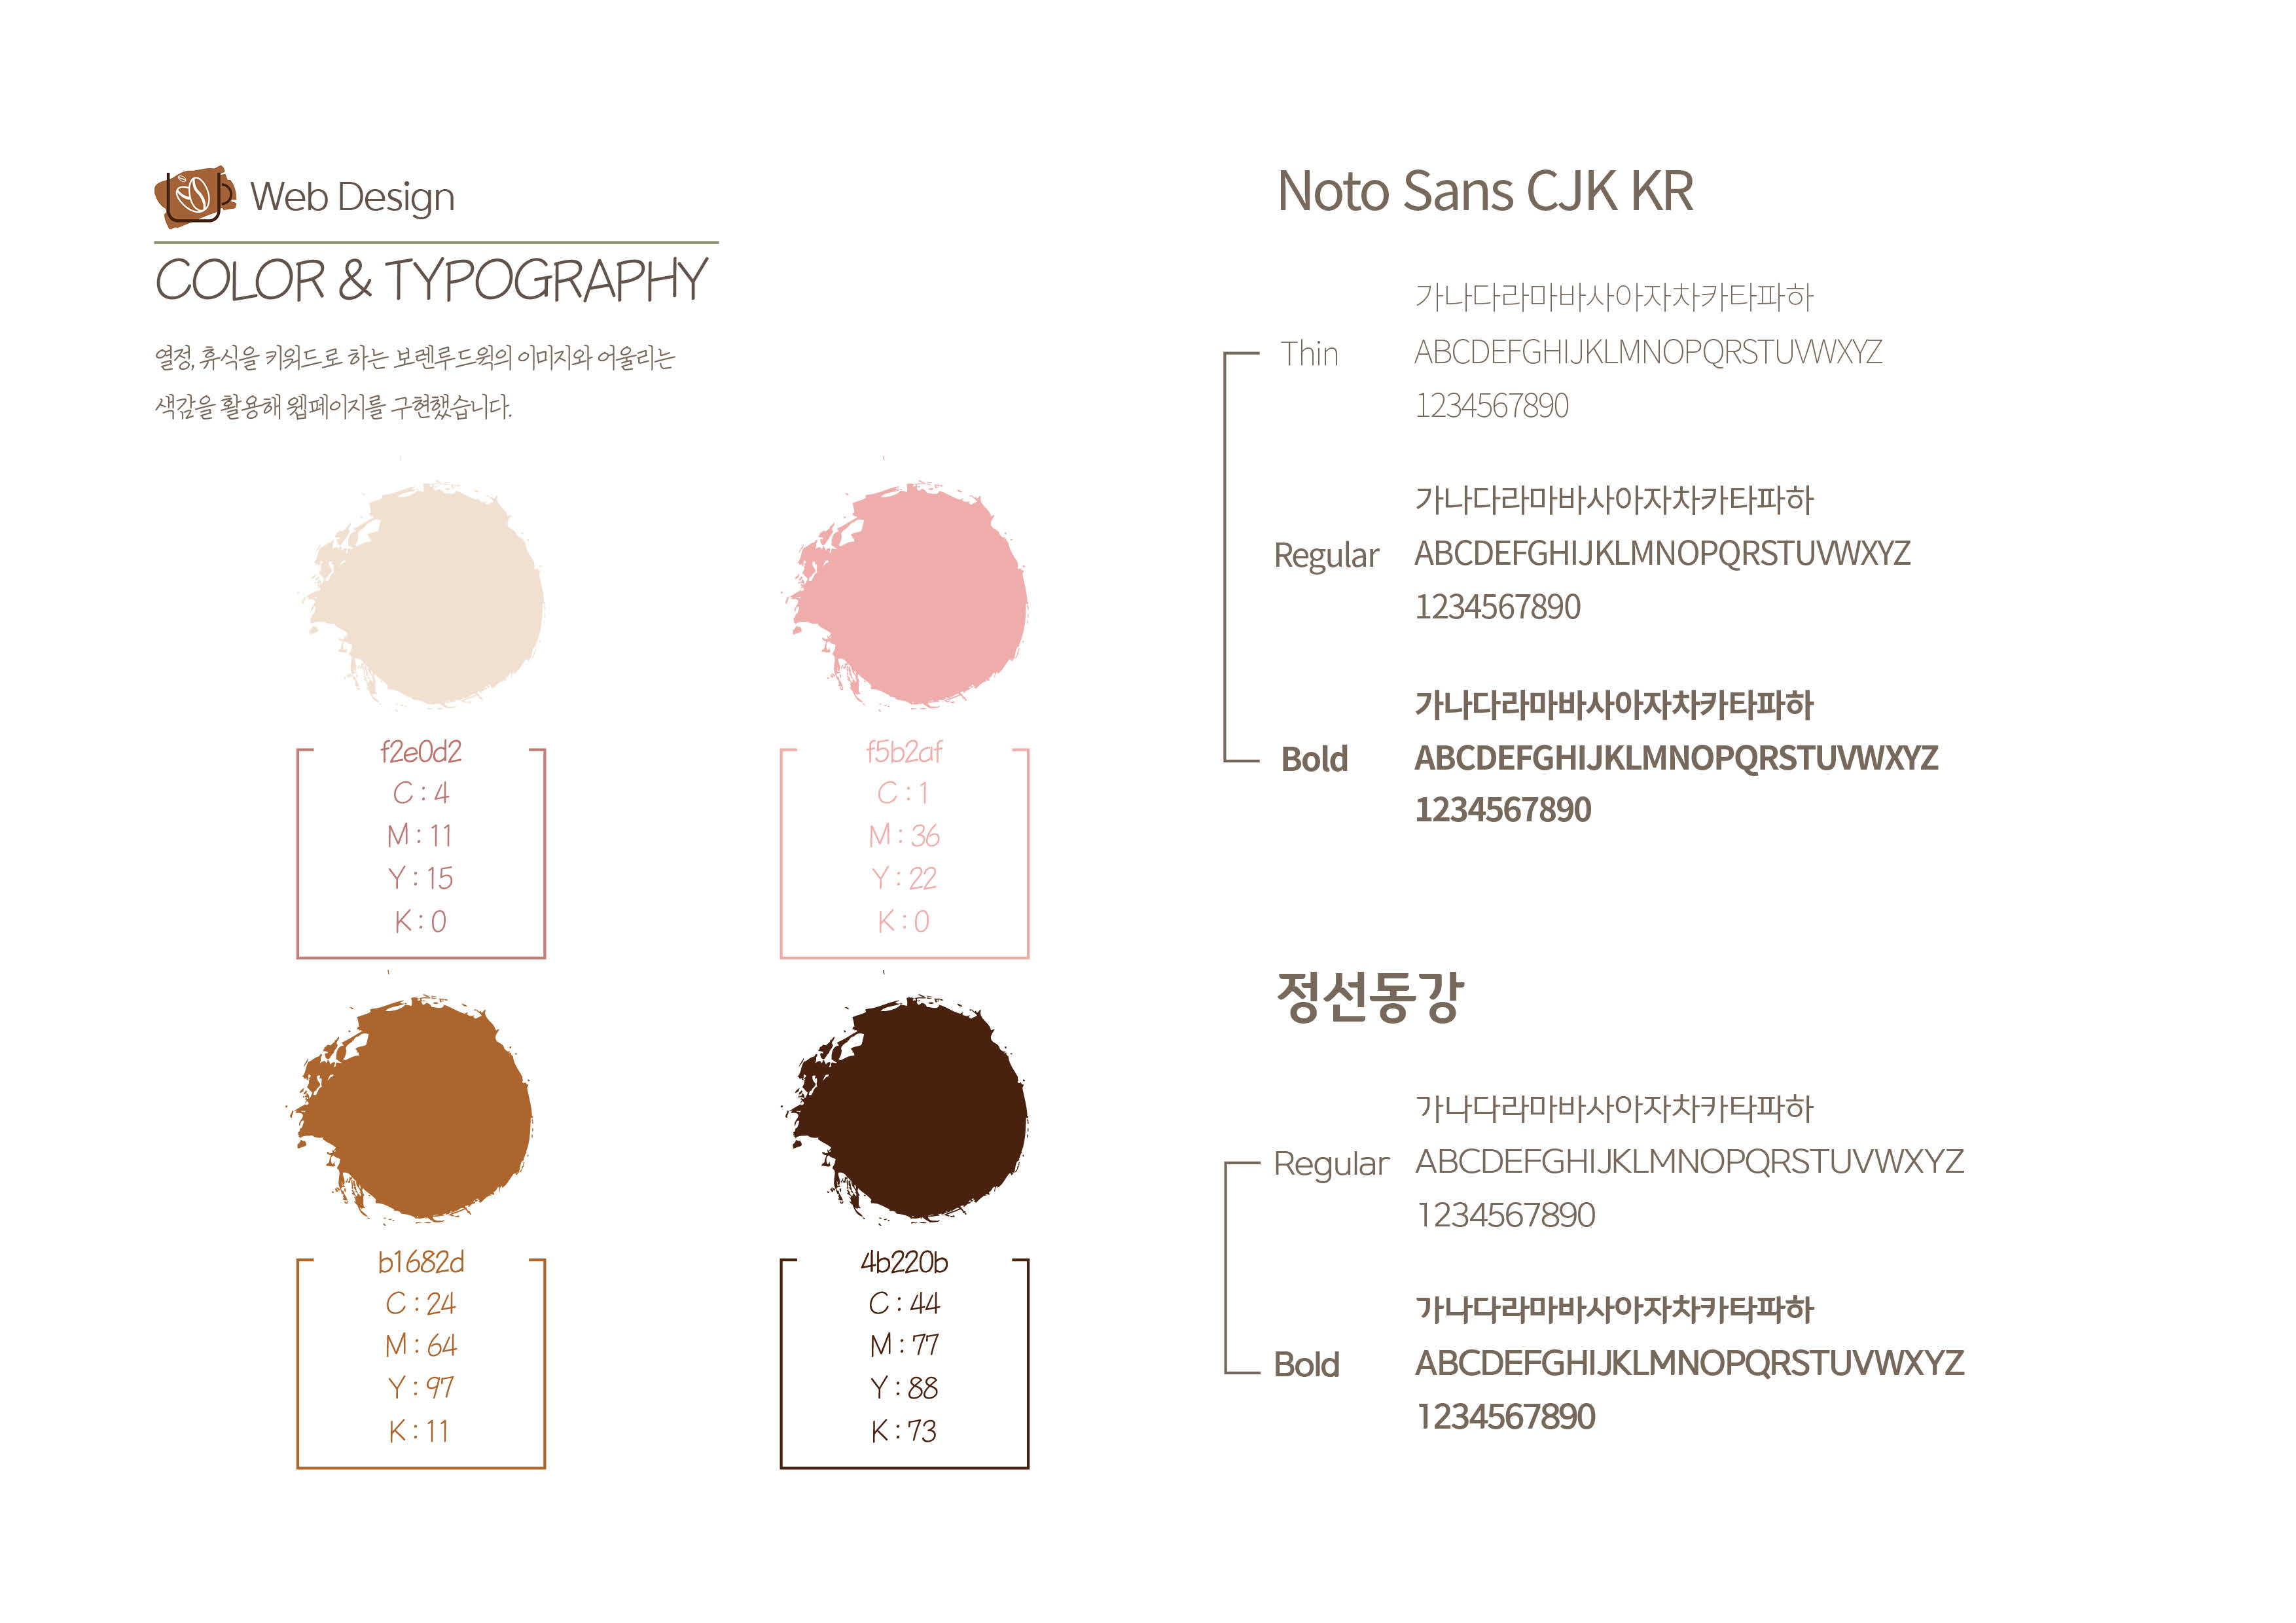 Web Design
COLOR & TYPOGRAPHY
열정, 휴식을 키워드로 하는 보렌루드윅의 이미지와 어울리는
색감을 활용해 웹페이지를 구현했습니다.
f2e0d2
C : 4
M : 11
Y : 15
K : 0
f5b2af
C : 1
M : 36
Y : 22
K : 0
b1682d
C : 24
M : 64
Y : 97
K : 11
4b220b
C : 44
M : 77
Y : 88
K : 73
Noto Sans CJK KR
Thin
가나다라마바사아자차카타파하
ABCDEFGHIJKLMNOPQRSTUVWXYZ
1234567890
Regular
가나다라마바사아자차카타파하
ABCDEFGHIJKLMNOPQRSTUVWXYZ
1234567890
Bold
가나다라마바사아자차카타파하
ABCDEFGHIJKLMNOPQRSTUVWXYZ
1234567890
정선동강
Regular
가나다라마바사아자차카타파하
ABCDEFGHIJKLMNOPQRSTUVWXYZ
1234567890
Bold
가나다라마바사아자차카타파하
ABCDEFGHIJKLMNOPQRSTUVWXYZ
1234567890